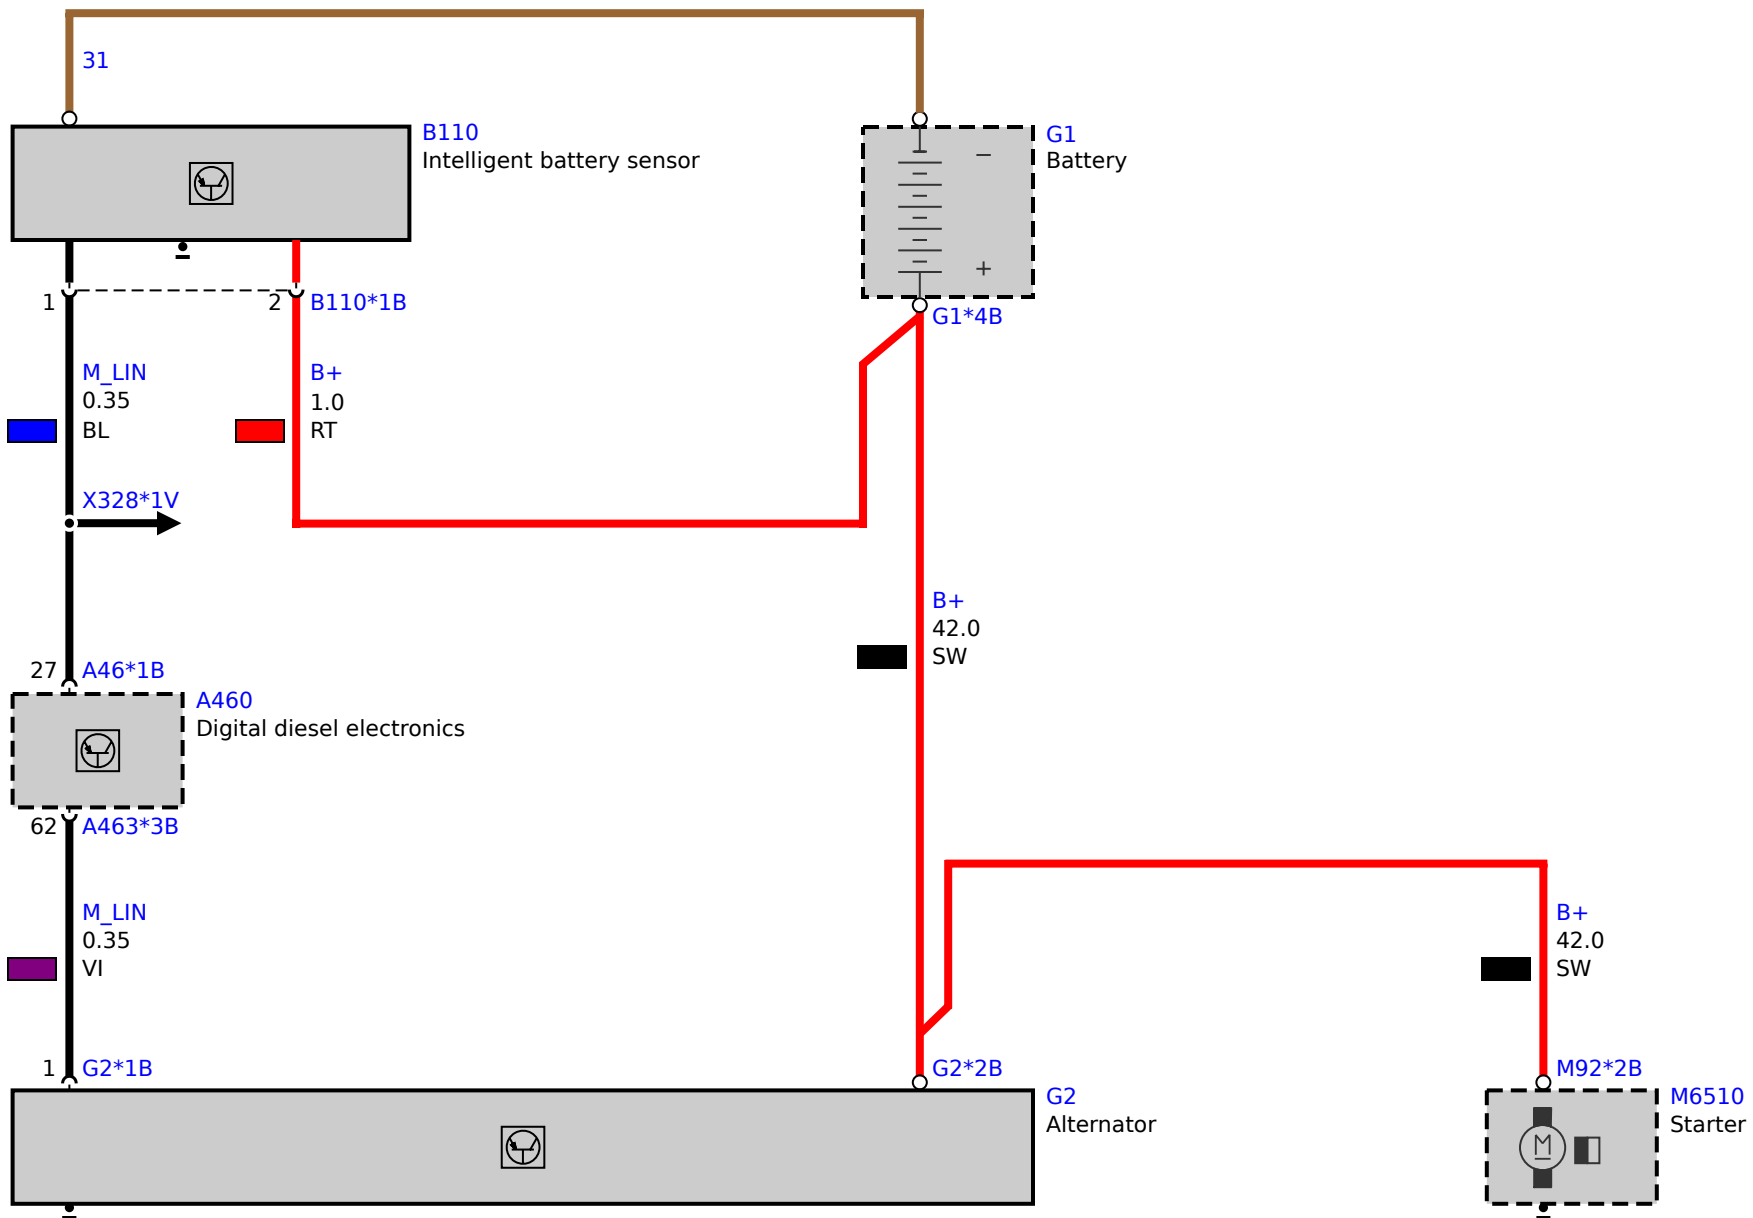 31
B110
Intelligent battery sensor
G1
Battery
−
+
1
2 B110*1B
G1*4B
M_LIN
0.35
BL
B+
1.0
RT
X328*1V
B+
42.0
SW
27 A46*1B
A460
Digital diesel electronics
62 A463*3B
M_LIN
0.35
VI
B+
42.0
SW
1 G2*1B
G2*2B
M92*2B
G2
Alternator
M6510
Starter
M